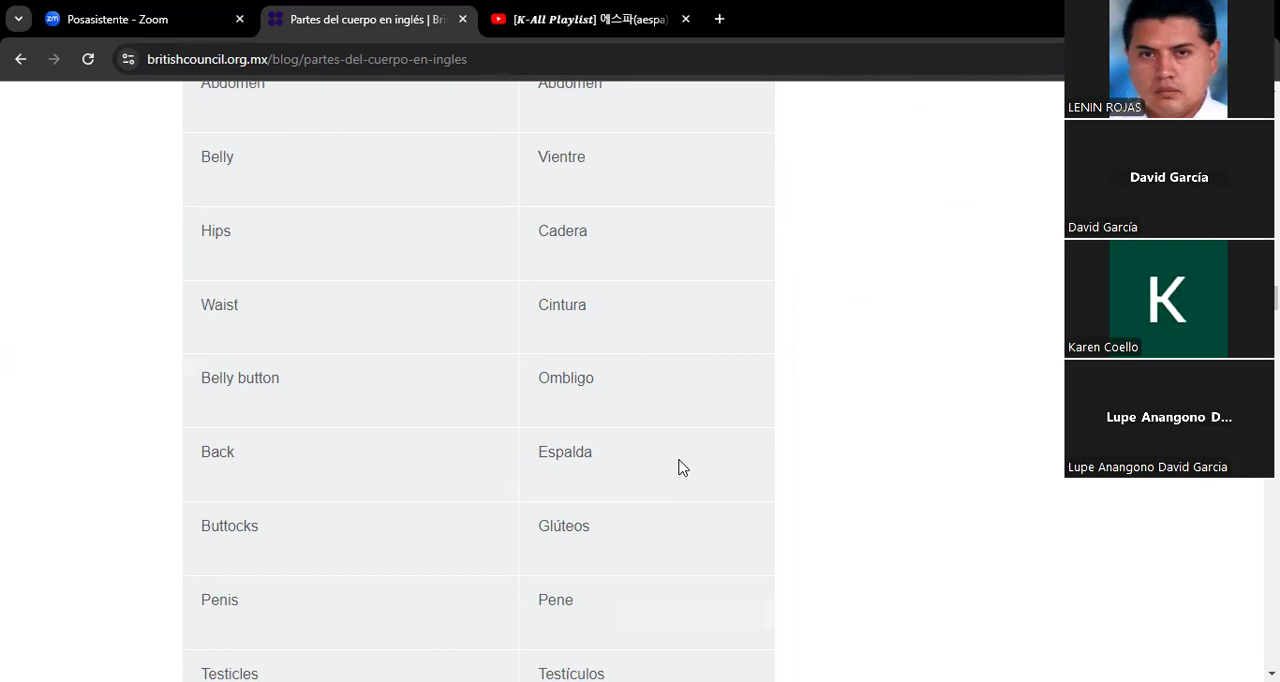 Posasistente - Zoom
Partes del cuerpo en inglés | Bri
[K-All Playlist] 에스파(aespa)
britishcouncil.org.mx/blog/partes-del-cuerpo-en-ingles
Abdomen Abdomen
Belly Vientre
Hips Cadera
Waist Cintura
Belly button Ombligo
Back Espalda
Buttocks Glúteos
Penis Pene
Testicles Testículos
LENIN ROJAS
David García
David García
K
Karen Coello
Lupe Anangono D...
Lupe Anangono David Garcia